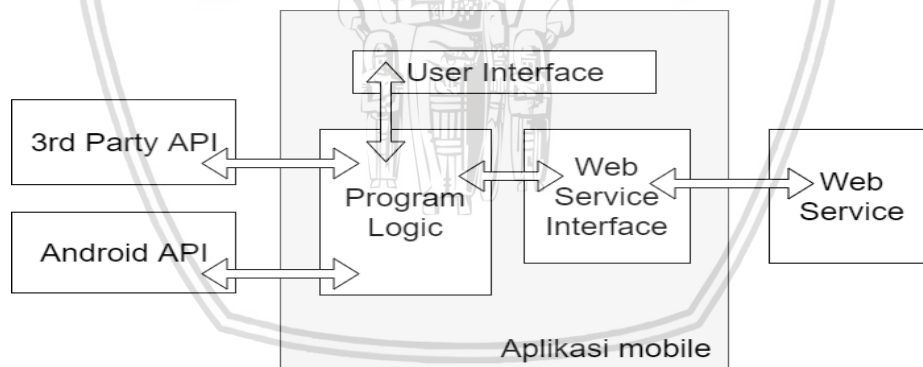 User Interface
3rd Party API
Android API
Program
Logic
Web
Service
Interface
Web
Service
Aplikasi mobile